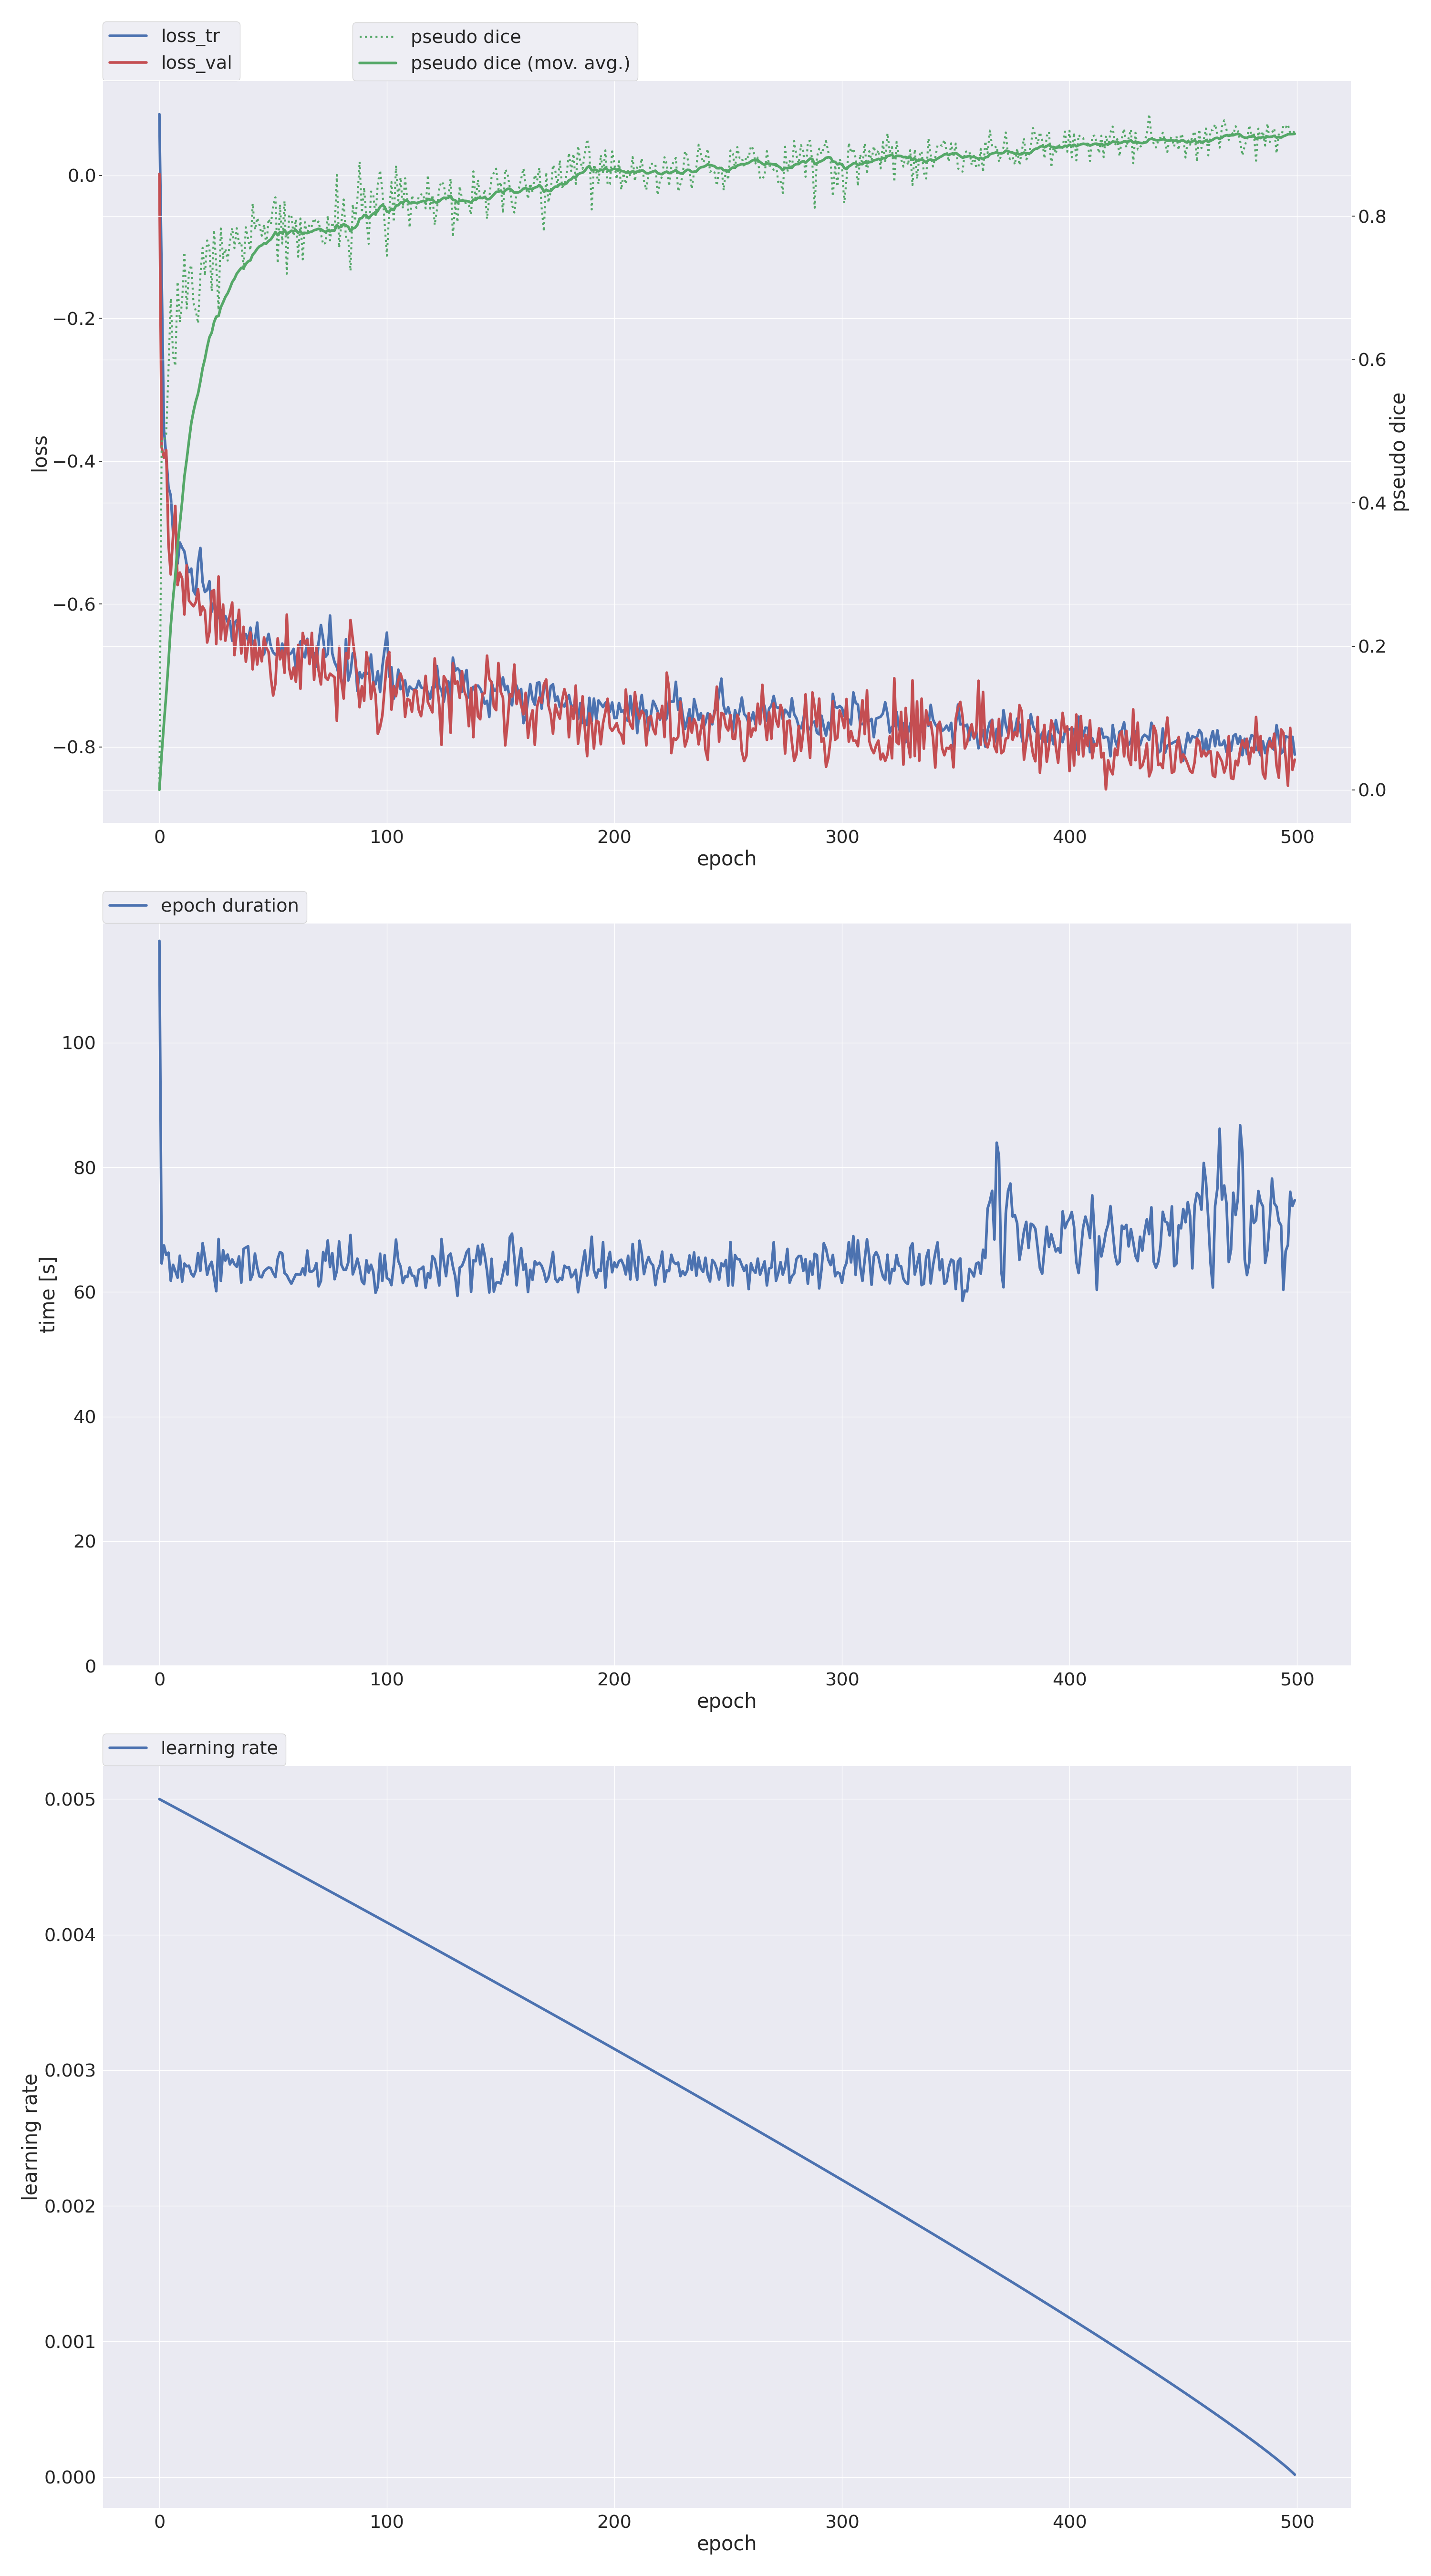 loss_tr
loss_val
pseudo dice
pseudo dice (mov. avg.)
0.0
−0.2
−0.4
−0.6
−0.8
loss
0.8
0.6
0.4
0.2
0.0
pseudo dice
0 100 200 300 400 500
epoch
epoch duration
100
80
60
40
20
0
time [s]
0 100 200 300 400 500
epoch
learning rate
0.005
0.004
0.003
0.002
0.001
0.000
learning rate
0 100 200 300 400 500
epoch